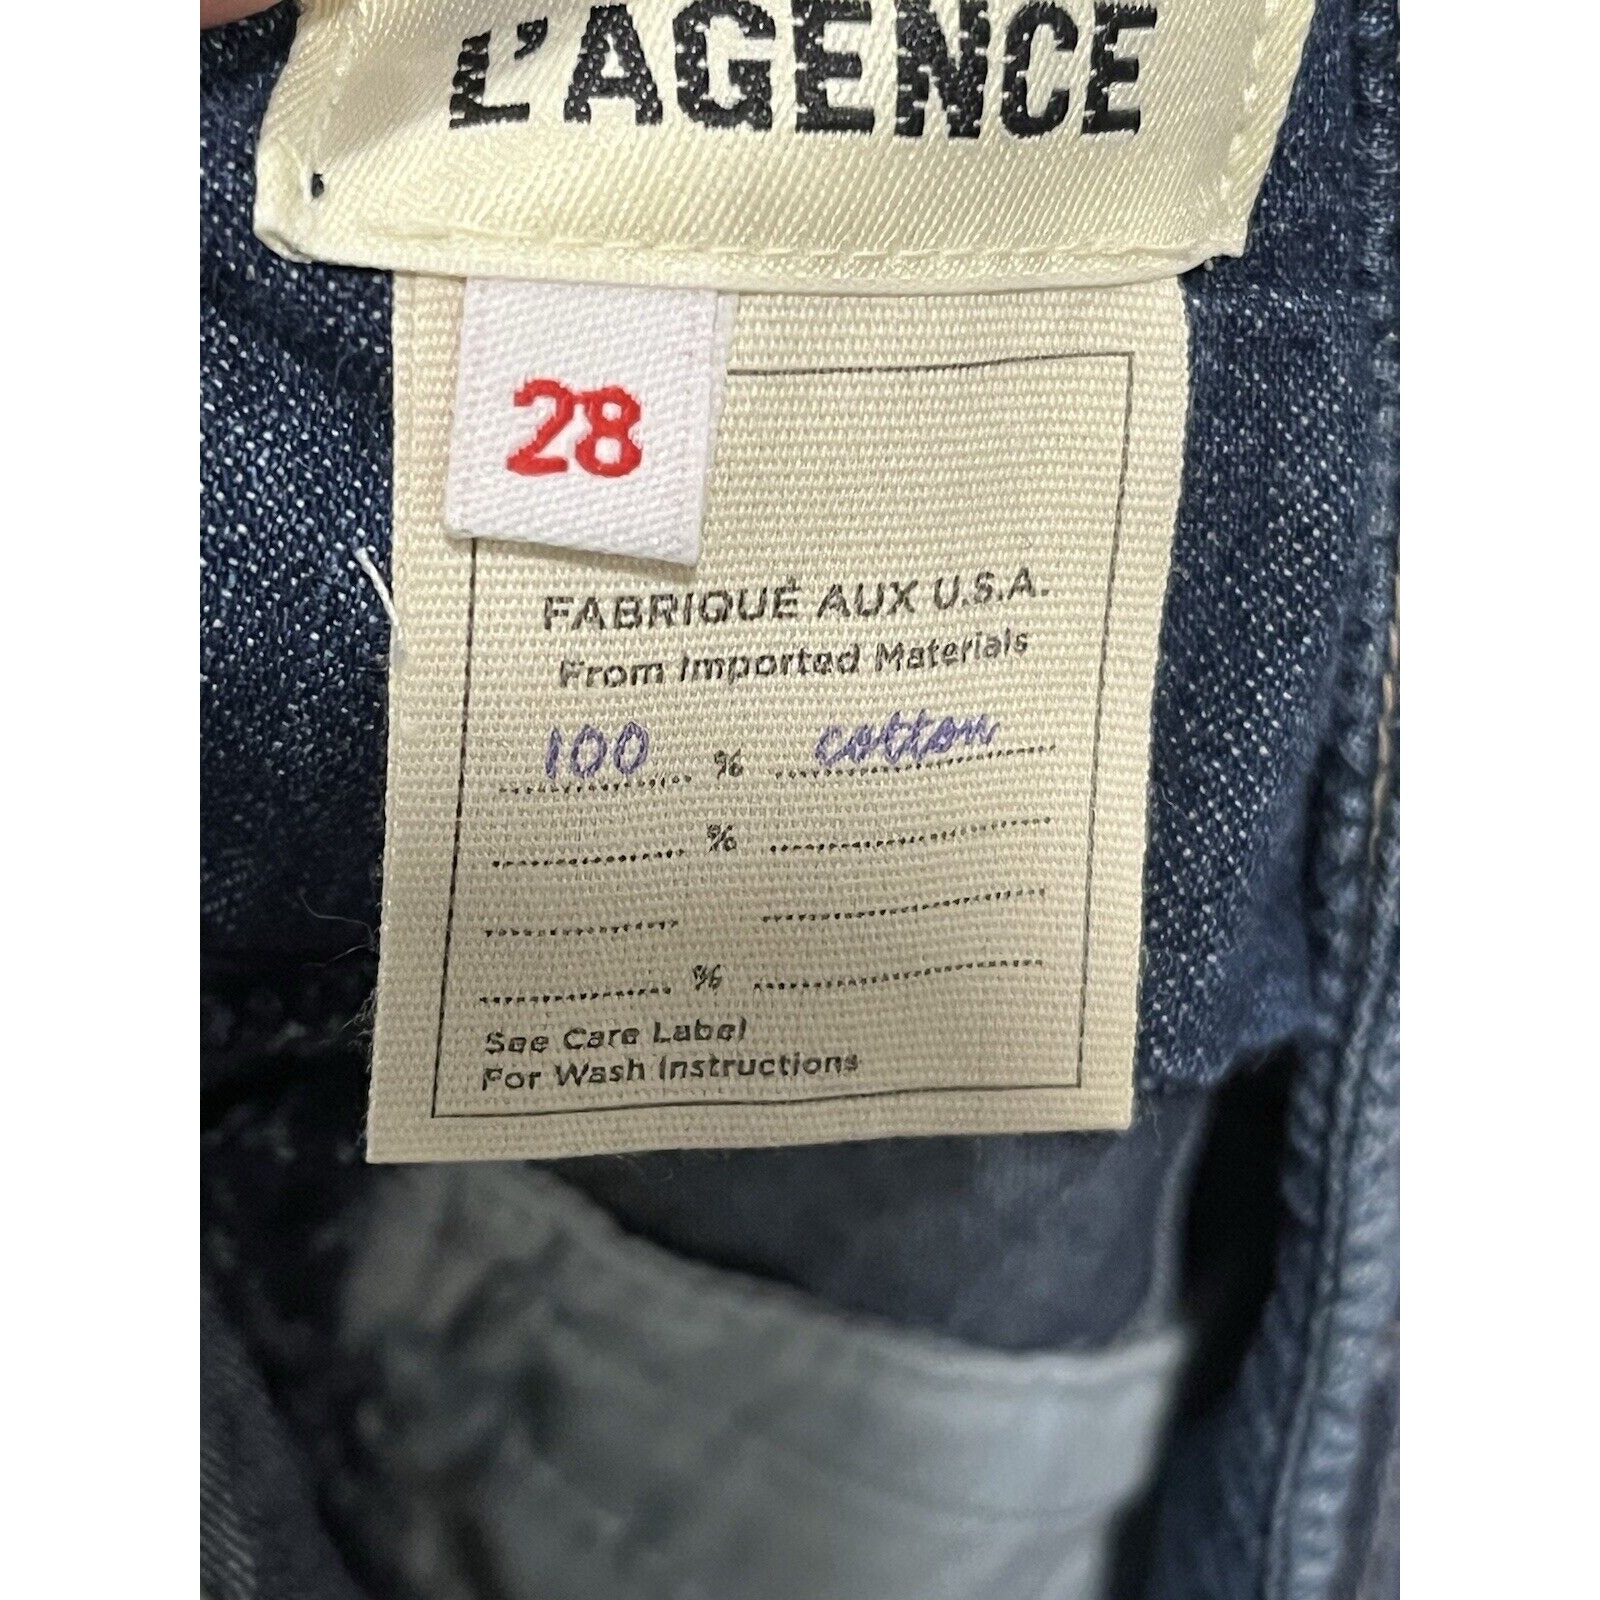 L'AGENCE
28
FABRIQUÉ AUX U.S.A.
From Imported Materials
100 % cotton
%
%
See Care Label
For Wash Instructions